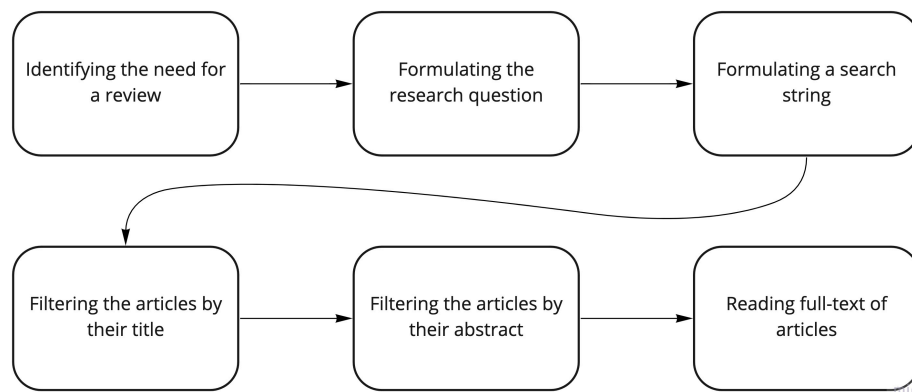 Identifying the need for
a review
Formulating the
research question
Formulating a search
string
Filtering the articles by
their title
Filtering the articles by
their abstract
Reading full-text of
articles